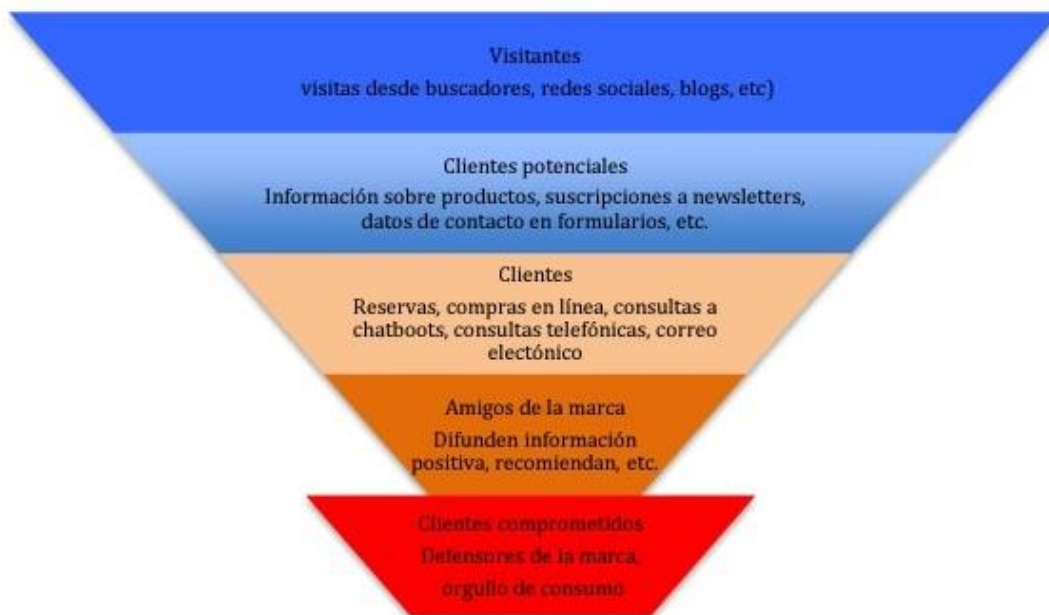 Visitantes
visitas desde buscadores, redes sociales, blogs, etc)
Clientes potenciales
Información sobre productos, suscripciones a newsletters,
datos de contacto en formularios, etc.
Clientes
Reservas, compras en línea, consultas a
chatboots, consultas telefónicas, correo
electónico
Amigos de la marca
Difunden información
positiva, recomiendan, etc.
Clientes comprometidos
Defensores de la marca,
orgullo de consumo